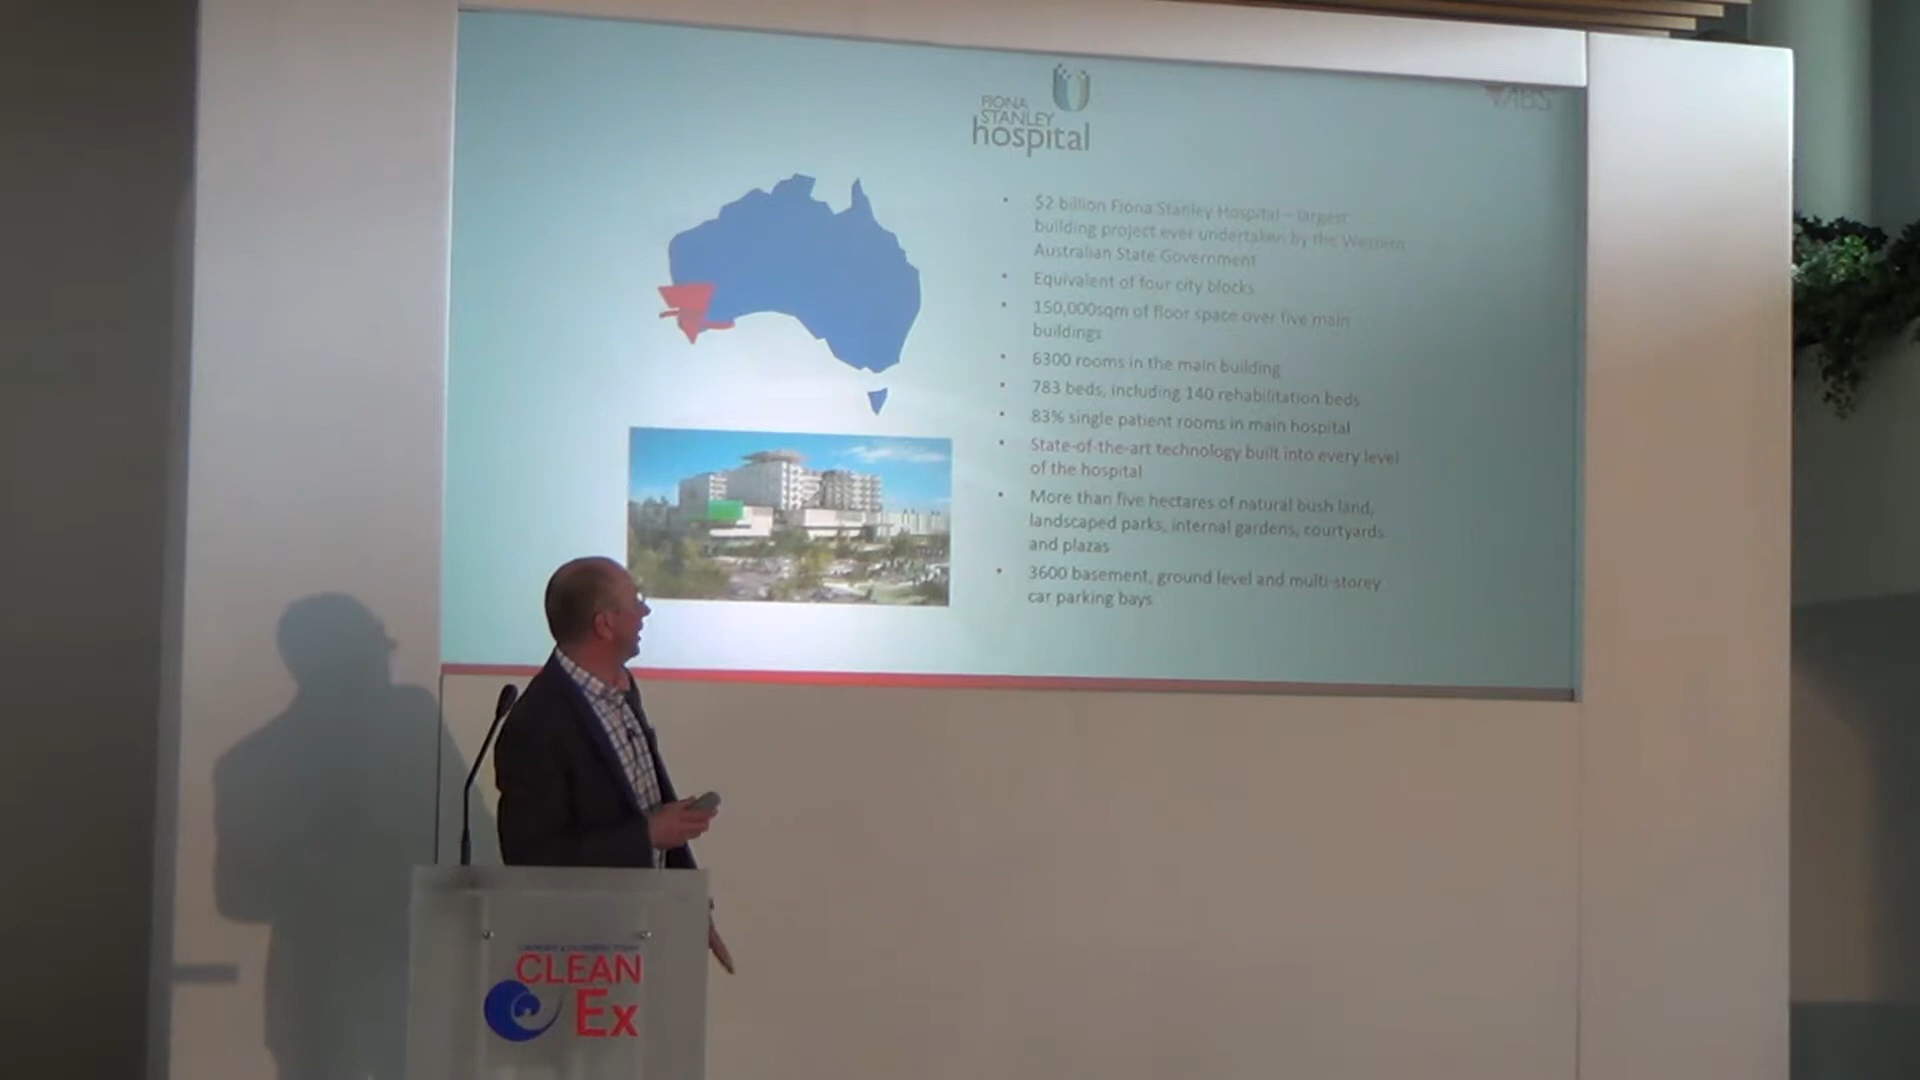 FIONA
STANLEY
hospital
ABS
• $2 billion Fiona Stanley Hospital – largest
building project ever undertaken by the Western
Australian State Government
• Equivalent of four city blocks
• 150,000sqm of floor space over five main
buildings
• 6300 rooms in the main building
• 783 beds, including 140 rehabilitation beds
• 83% single patient rooms in main hospital
• State-of-the-art technology built into every level
of the hospital
• More than five hectares of natural bush land,
landscaped parks, internal gardens, courtyards
and plazas
• 3600 basement, ground level and multi-storey
car parking bays
CLEAN
Ex